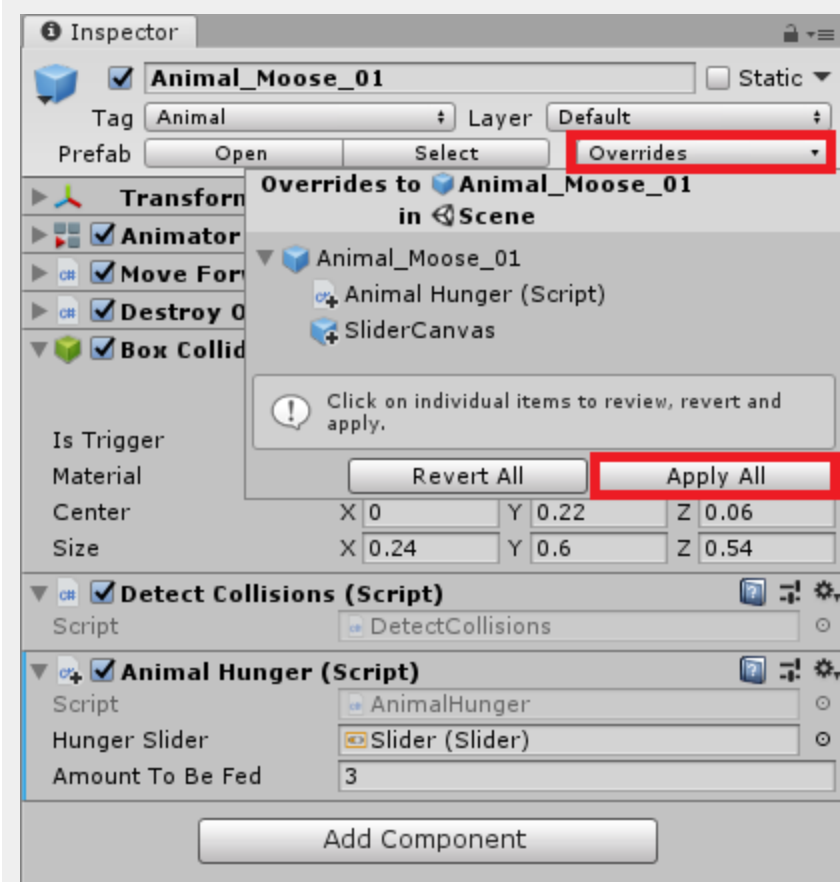 Inspector
Animal_Moose_01 Static
Tag Animal Layer Default
Prefab Open Select Overrides
Overrides to Animal_Moose_01
in Scene
Transform
Animator
Animal_Moose_01
Move For
Animal Hunger (Script)
Destroy O
SliderCanvas
Box Collid
Click on individual items to review, revert and
apply.
Is Trigger
Material
Revert All Apply All
Center X 0 Y 0.22 Z 0.06
Size X 0.24 Y 0.6 Z 0.54
c# Detect Collisions (Script)
Script DetectCollisions
Animal Hunger (Script)
Script AnimalHunger
Hunger Slider Slider (Slider)
Amount To Be Fed 3
Add Component